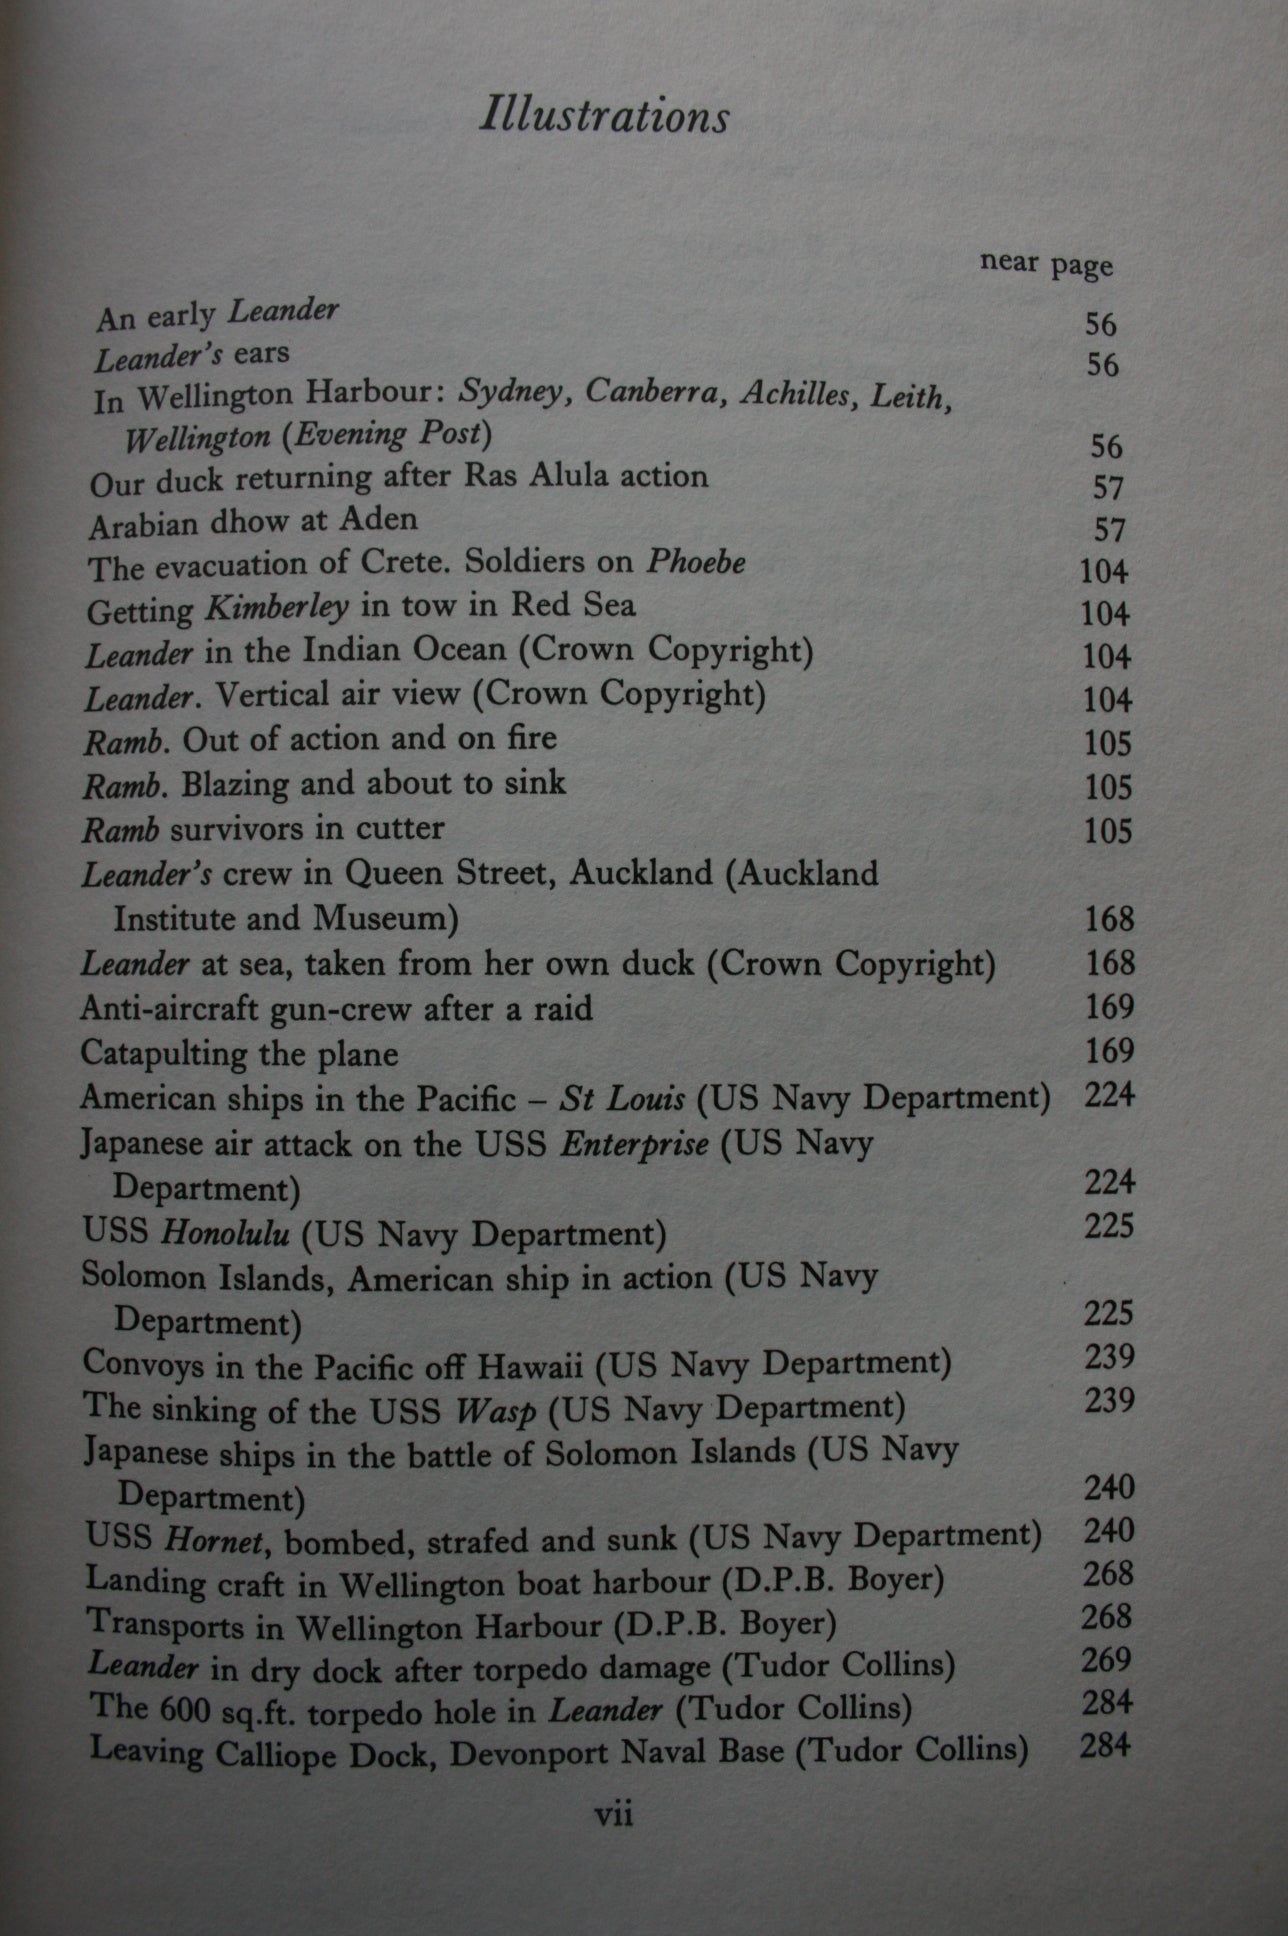 Illustrations
near page
An early Leander 56
Leander's ears 56
In Wellington Harbour: Sydney, Canberra, Achilles, Leith,
Wellington (Evening Post) 56
Our duck returning after Ras Alula action 57
Arabian dhow at Aden 57
The evacuation of Crete. Soldiers on Phoebe 104
Getting Kimberley in tow in Red Sea 104
Leander in the Indian Ocean (Crown Copyright) 104
Leander. Vertical air view (Crown Copyright) 104
Ramb. Out of action and on fire 105
Ramb. Blazing and about to sink 105
Ramb survivors in cutter 105
Leander's crew in Queen Street, Auckland (Auckland
Institute and Museum) 168
Leander at sea, taken from her own duck (Crown Copyright) 168
Anti-aircraft gun-crew after a raid 169
Catapulting the plane 169
American ships in the Pacific – St Louis (US Navy Department) 224
Japanese air attack on the USS Enterprise (US Navy
Department) 224
USS Honolulu (US Navy Department) 225
Solomon Islands, American ship in action (US Navy
Department) 225
Convoys in the Pacific off Hawaii (US Navy Department) 239
The sinking of the USS Wasp (US Navy Department) 239
Japanese ships in the battle of Solomon Islands (US Navy
Department) 240
USS Hornet, bombed, strafed and sunk (US Navy Department) 240
Landing craft in Wellington boat harbour (D.P.B. Boyer) 268
Transports in Wellington Harbour (D.P.B. Boyer) 268
Leander in dry dock after torpedo damage (Tudor Collins) 269
The 600 sq.ft. torpedo hole in Leander (Tudor Collins) 284
Leaving Calliope Dock, Devonport Naval Base (Tudor Collins) 284
vii